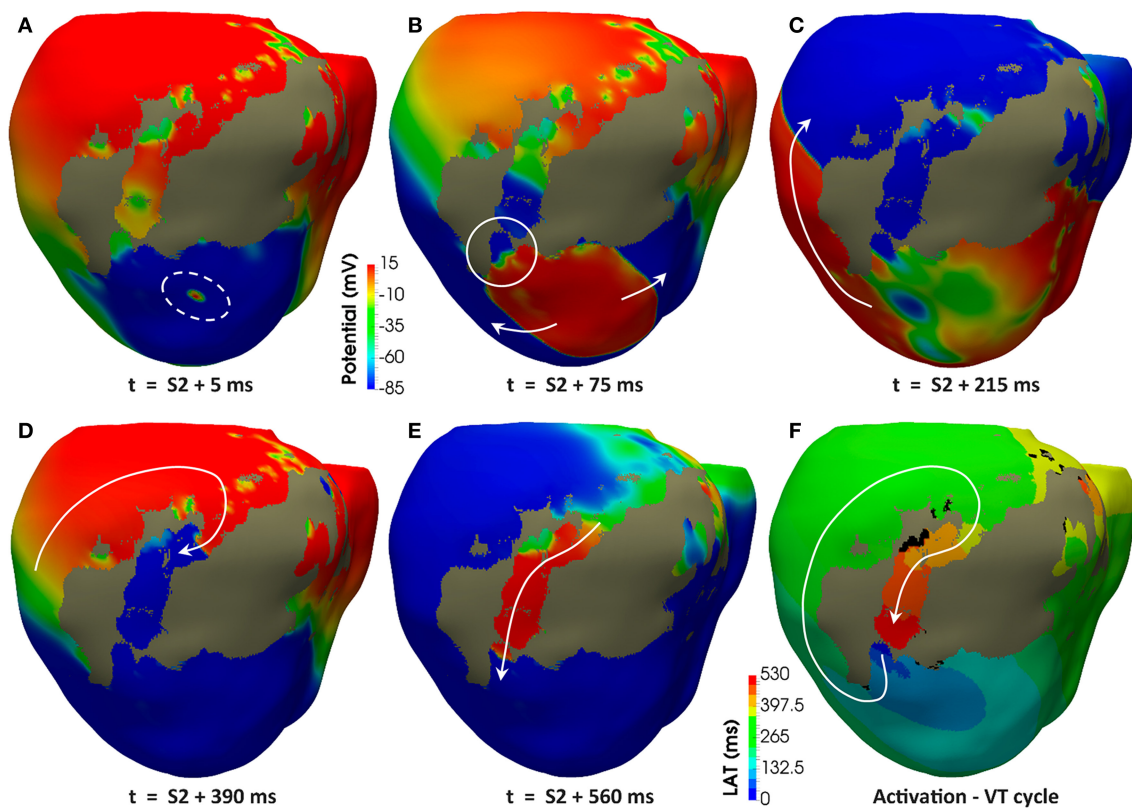 A
B
C
Potential (mV)
15
-10
-35
-60
-85
t = S2 + 5 ms
t = S2 + 75 ms
t = S2 + 215 ms
D
E
F
LAT (ms)
530
397.5
265
132.5
0
t = S2 + 390 ms
t = S2 + 560 ms
Activation - VT cycle